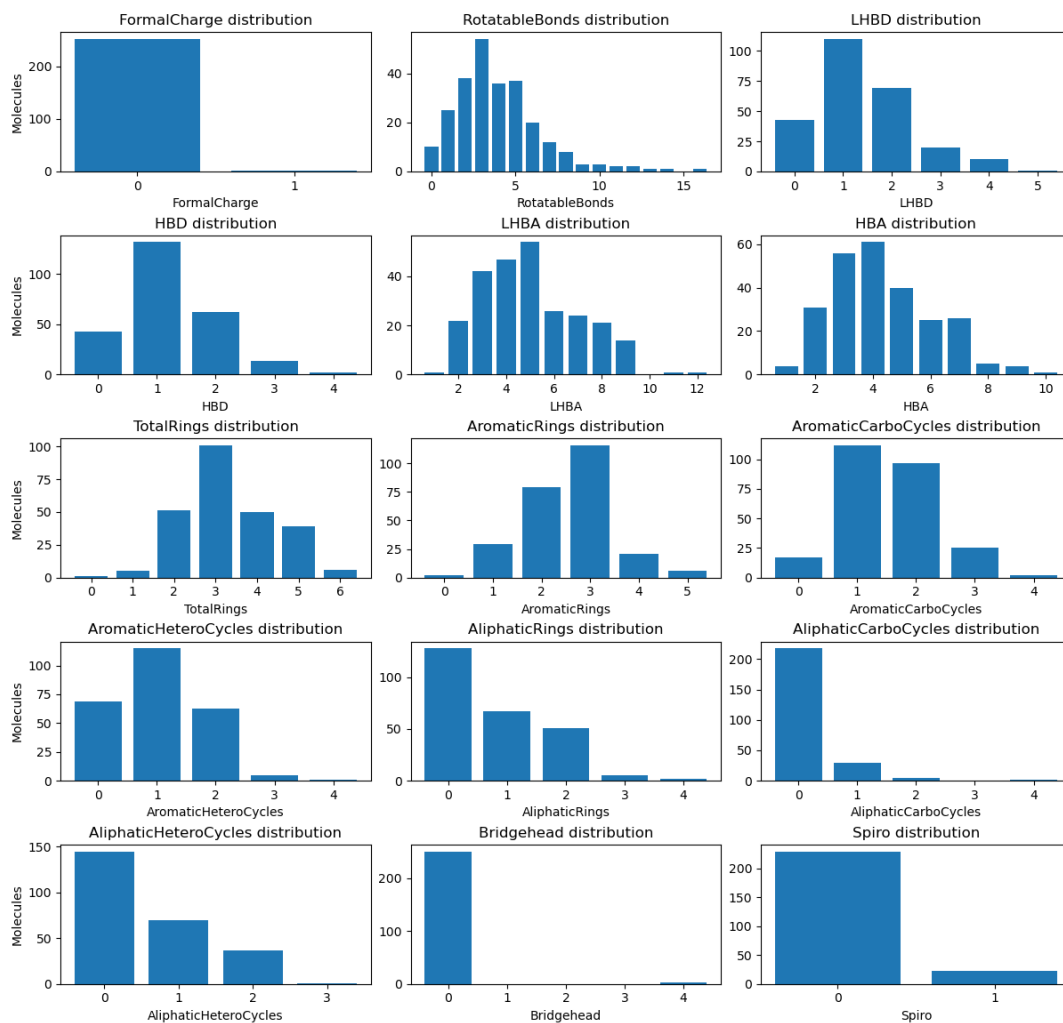 FormalCharge distribution
250
200
100
0
Molecules
0 1
FormalCharge
RotatableBonds distribution
40
20
0
0 5 10 15
RotatableBonds
LHBD distribution
100
75
50
25
0
0 1 2 3 4 5
LHBD
HBD distribution
100
50
0
Molecules
0 1 2 3 4
HBD
LHBA distribution
40
20
0
2 4 6 8 10 12
LHBA
HBA distribution
60
40
20
0
2 4 6 8 10
HBA
TotalRings distribution
100
75
50
25
0
Molecules
0 1 2 3 4 5 6
TotalRings
AromaticRings distribution
100
75
50
25
0
0 1 2 3 4 5
AromaticRings
AromaticCarboCycles distribution
100
75
50
25
0
0 1 2 3 4
AromaticCarboCycles
AromaticHeteroCycles distribution
100
75
50
25
0
Molecules
0 1 2 3 4
AromaticHeteroCycles
AliphaticRings distribution
100
50
0
0 1 2 3 4
AliphaticRings
AliphaticCarboCycles distribution
200
150
100
50
0
0 1 2 3 4
AliphaticCarboCycles
AliphaticHeteroCycles distribution
150
100
50
0
Molecules
0 1 2 3
AliphaticHeteroCycles
Bridgehead distribution
200
100
0
0 1 2 3 4
Bridgehead
Spiro distribution
200
150
100
50
0
0 1
Spiro